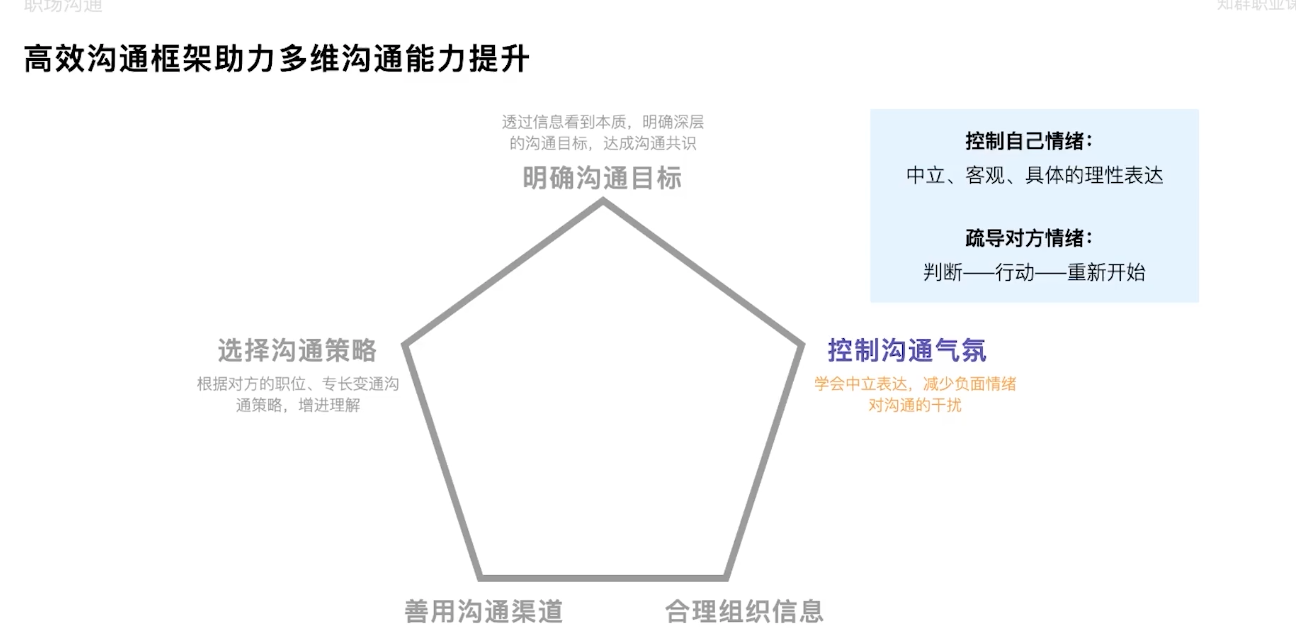 职场沟通
知群职业课
高效沟通框架助力多维沟通能力提升
透过信息看到本质，明确深层
的沟通目标，达成沟通共识
明确沟通目标
控制自己情绪：
中立、客观、具体的理性表达
疏导对方情绪：
判断——行动——重新开始
选择沟通策略
根据对方的职位、专长变通沟
通策略，增进理解
控制沟通气氛
学会中立表达，减少负面情绪
对沟通的干扰
善用沟通渠道
合理组织信息